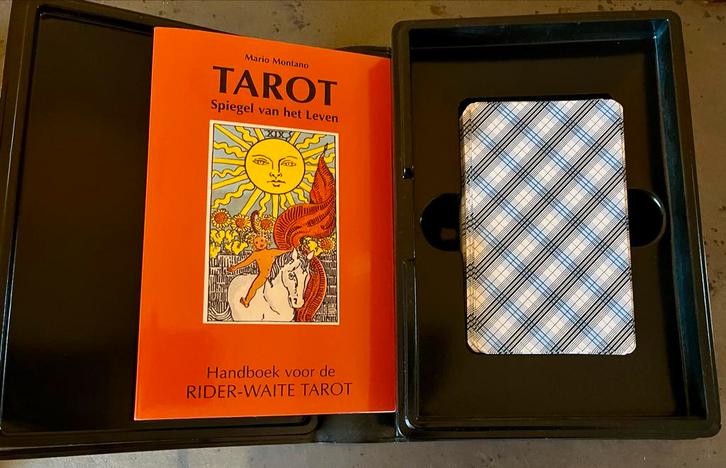 Mario Montano
TAROT
Spiegel van het Leven
XIX
Handboek voor de
RIDER-WAITE TAROT